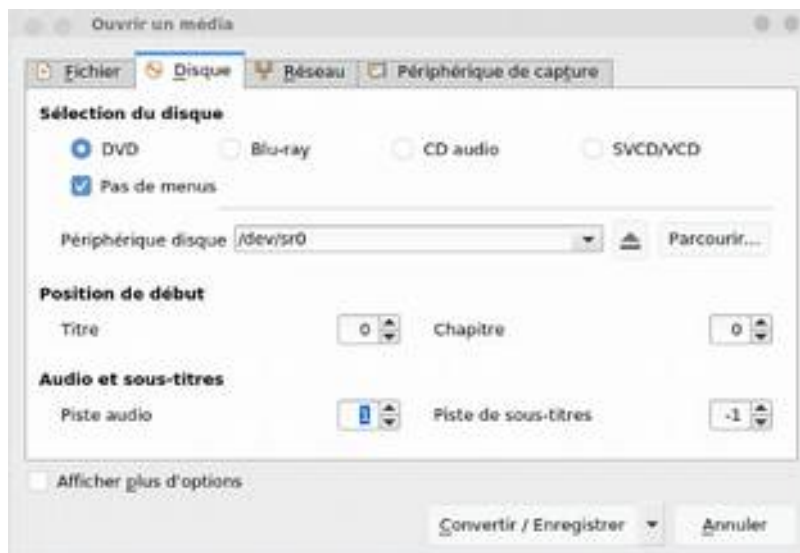 Ouvrir un média
Fichier Disque Réseau Périphérique de capture
Sélection du disque
DVD Blu-ray CD audio SVCD/VCD
Pas de menus
Périphérique disque /dev/sr0 Parcourir...
Position de début
Titre 0 Chapitre 0
Audio et sous-titres
Piste audio 1 Piste de sous-titres -1
Afficher plus d'options
Convertir / Enregistrer Annuler